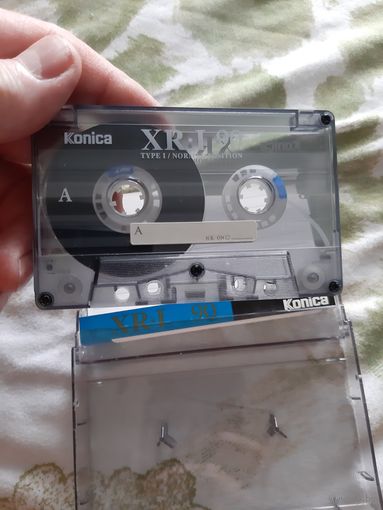 Konica XR-I 90
TYPE I / NORMAL POSITION
A
A
XR-I 90 Konica